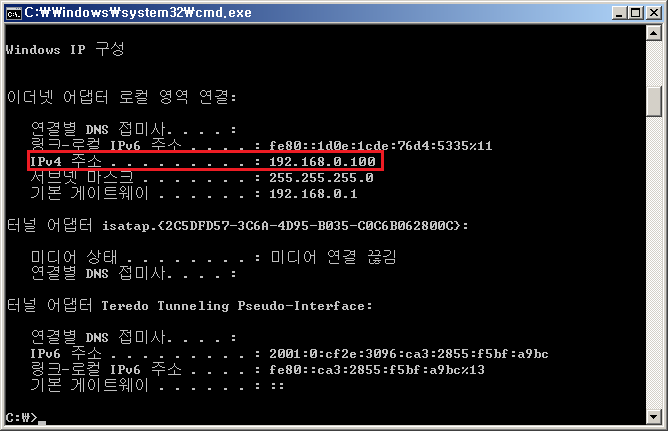 C:₩Windows₩system32₩cmd.exe
Windows IP 구성
이더넷 어댑터 로컬 영역 연결:
연결별 DNS 접미사. . . . :
링크-로컬 IPv6 주소 . . . . : fe80::1d0e:1cde:76d4:5335%11
IPv4 주소 . . . . . . . . . : 192.168.0.100
서브넷 마스크 . . . . . . . : 255.255.255.0
기본 게이트웨이 . . . . . . : 192.168.0.1
터널 어댑터 isatap.{2C5DFD57-3C6A-4D95-B035-C0C6B062800C}:
미디어 상태 . . . . . . . . : 미디어 연결 끊김
연결별 DNS 접미사. . . . :
터널 어댑터 Teredo Tunneling Pseudo-Interface:
연결별 DNS 접미사. . . . :
IPv6 주소 . . . . . . . . . : 2001:0:cf2e:3096:ca3:2855:f5bf:a9bc
링크-로컬 IPv6 주소 . . . . : fe80::ca3:2855:f5bf:a9bc%13
기본 게이트웨이 . . . . . . : ::
C:₩>_